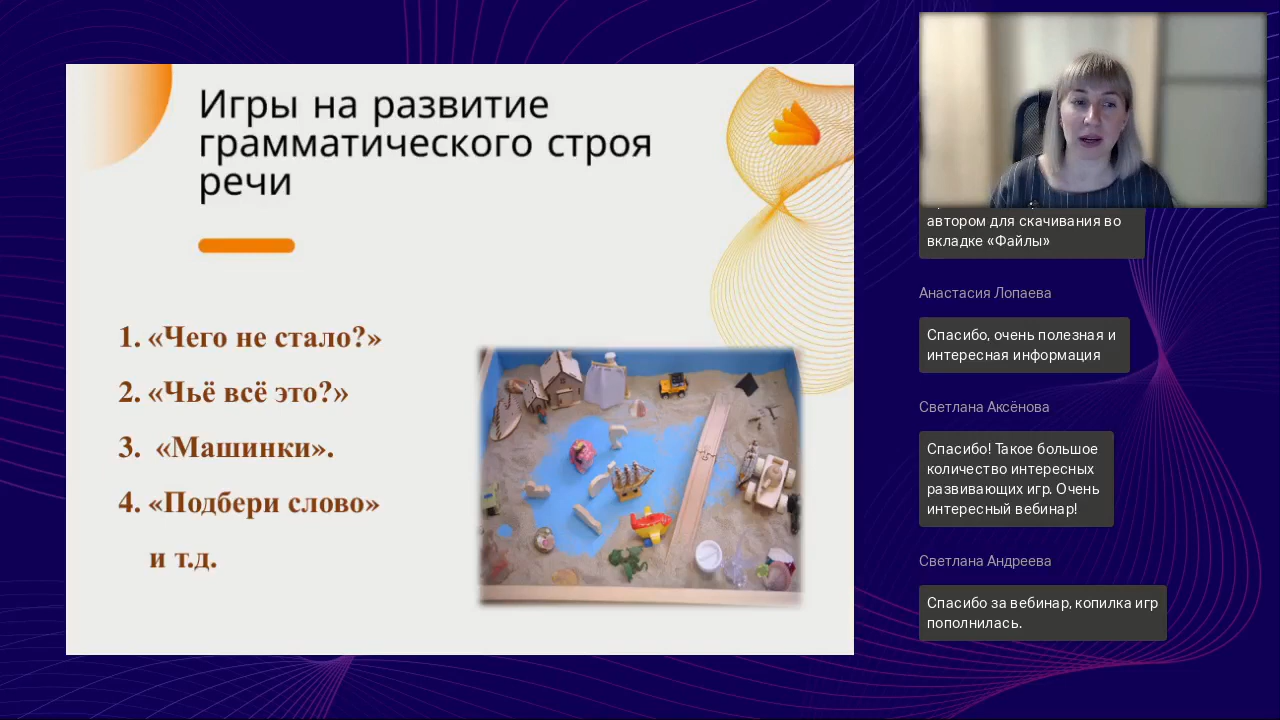 Игры на развитие
грамматического строя
речи
1. «Чего не стало?»
2. «Чьё всё это?»
3. «Машинки».
4. «Подбери слово»
и т.д.
автором для скачивания во
вкладке «Файлы»
Анастасия Лопаева
Спасибо, очень полезная и
интересная информация
Светлана Аксёнова
Спасибо! Такое большое
количество интересных
развивающих игр. Очень
интересный вебинар!
Светлана Андреева
Спасибо за вебинар, копилка игр
пополнилась.